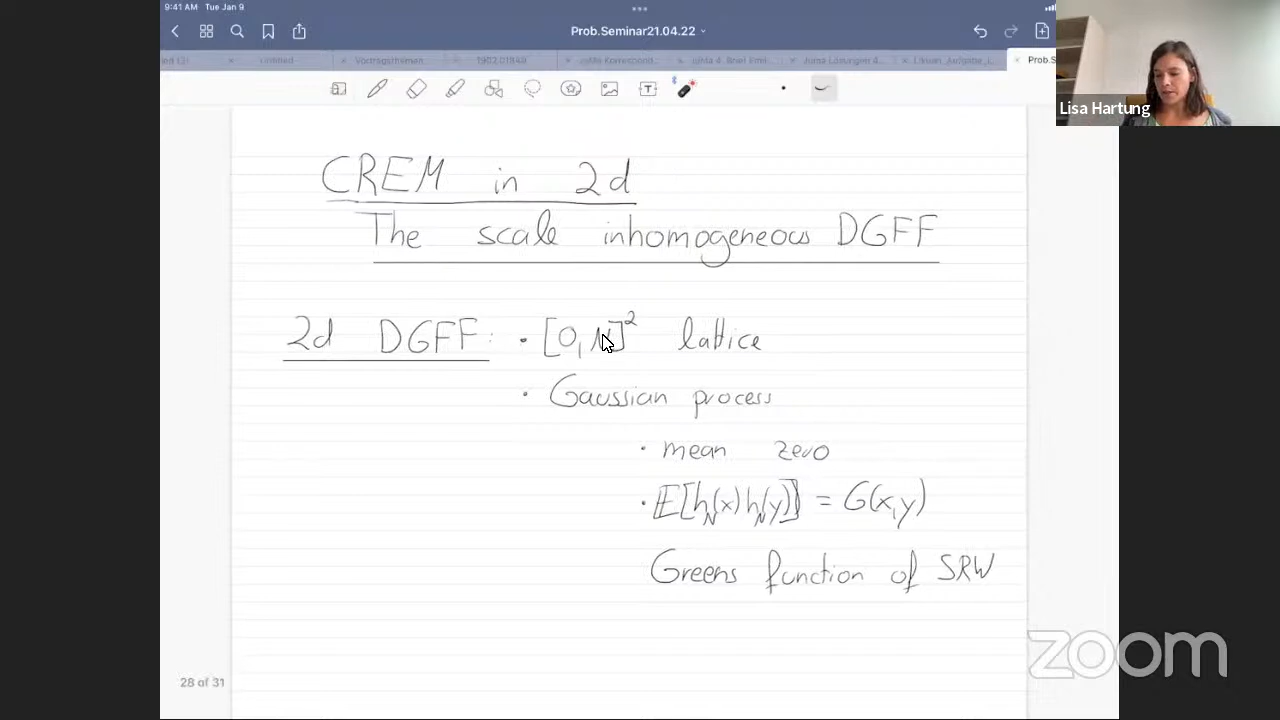 9:41 AM Tue Jan 9
Prob.Seminar21.04.22
Prob.S
Lisa Hartung
CREM in 2d
The scale inhomogeneous DGFF
2d DGFF: · [0,N]² lattice
· Gaussian process
· mean zero
· E[h_N(x) h_N(y)] = G(x,y)
Greens function of SRW
28 of 31
zoom